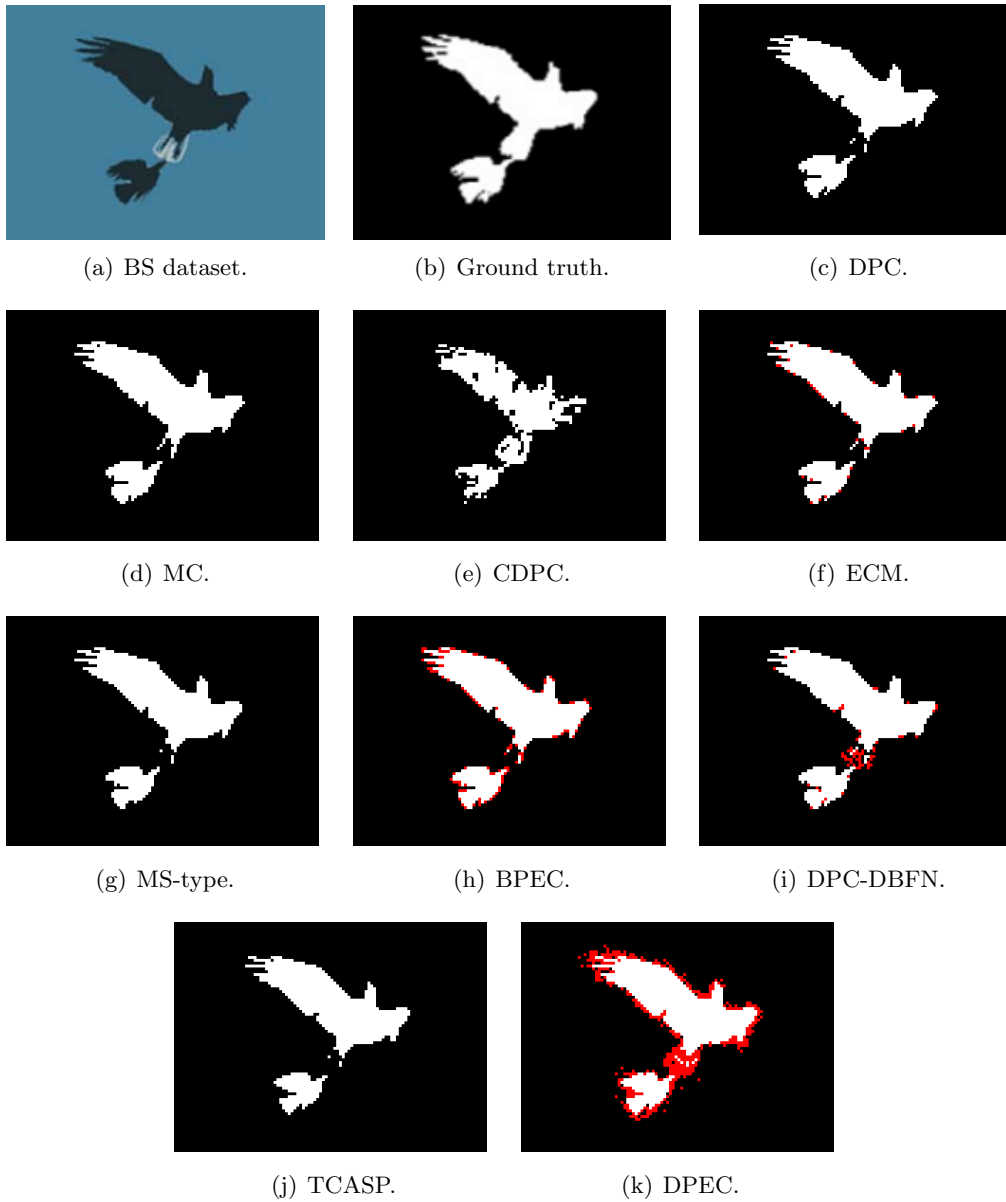 (a) BS dataset.
(b) Ground truth.
(c) DPC.
(d) MC.
(e) CDPC.
(f) ECM.
(g) MS-type.
(h) BPEC.
(i) DPC-DBFN.
(j) TCASP.
(k) DPEC.